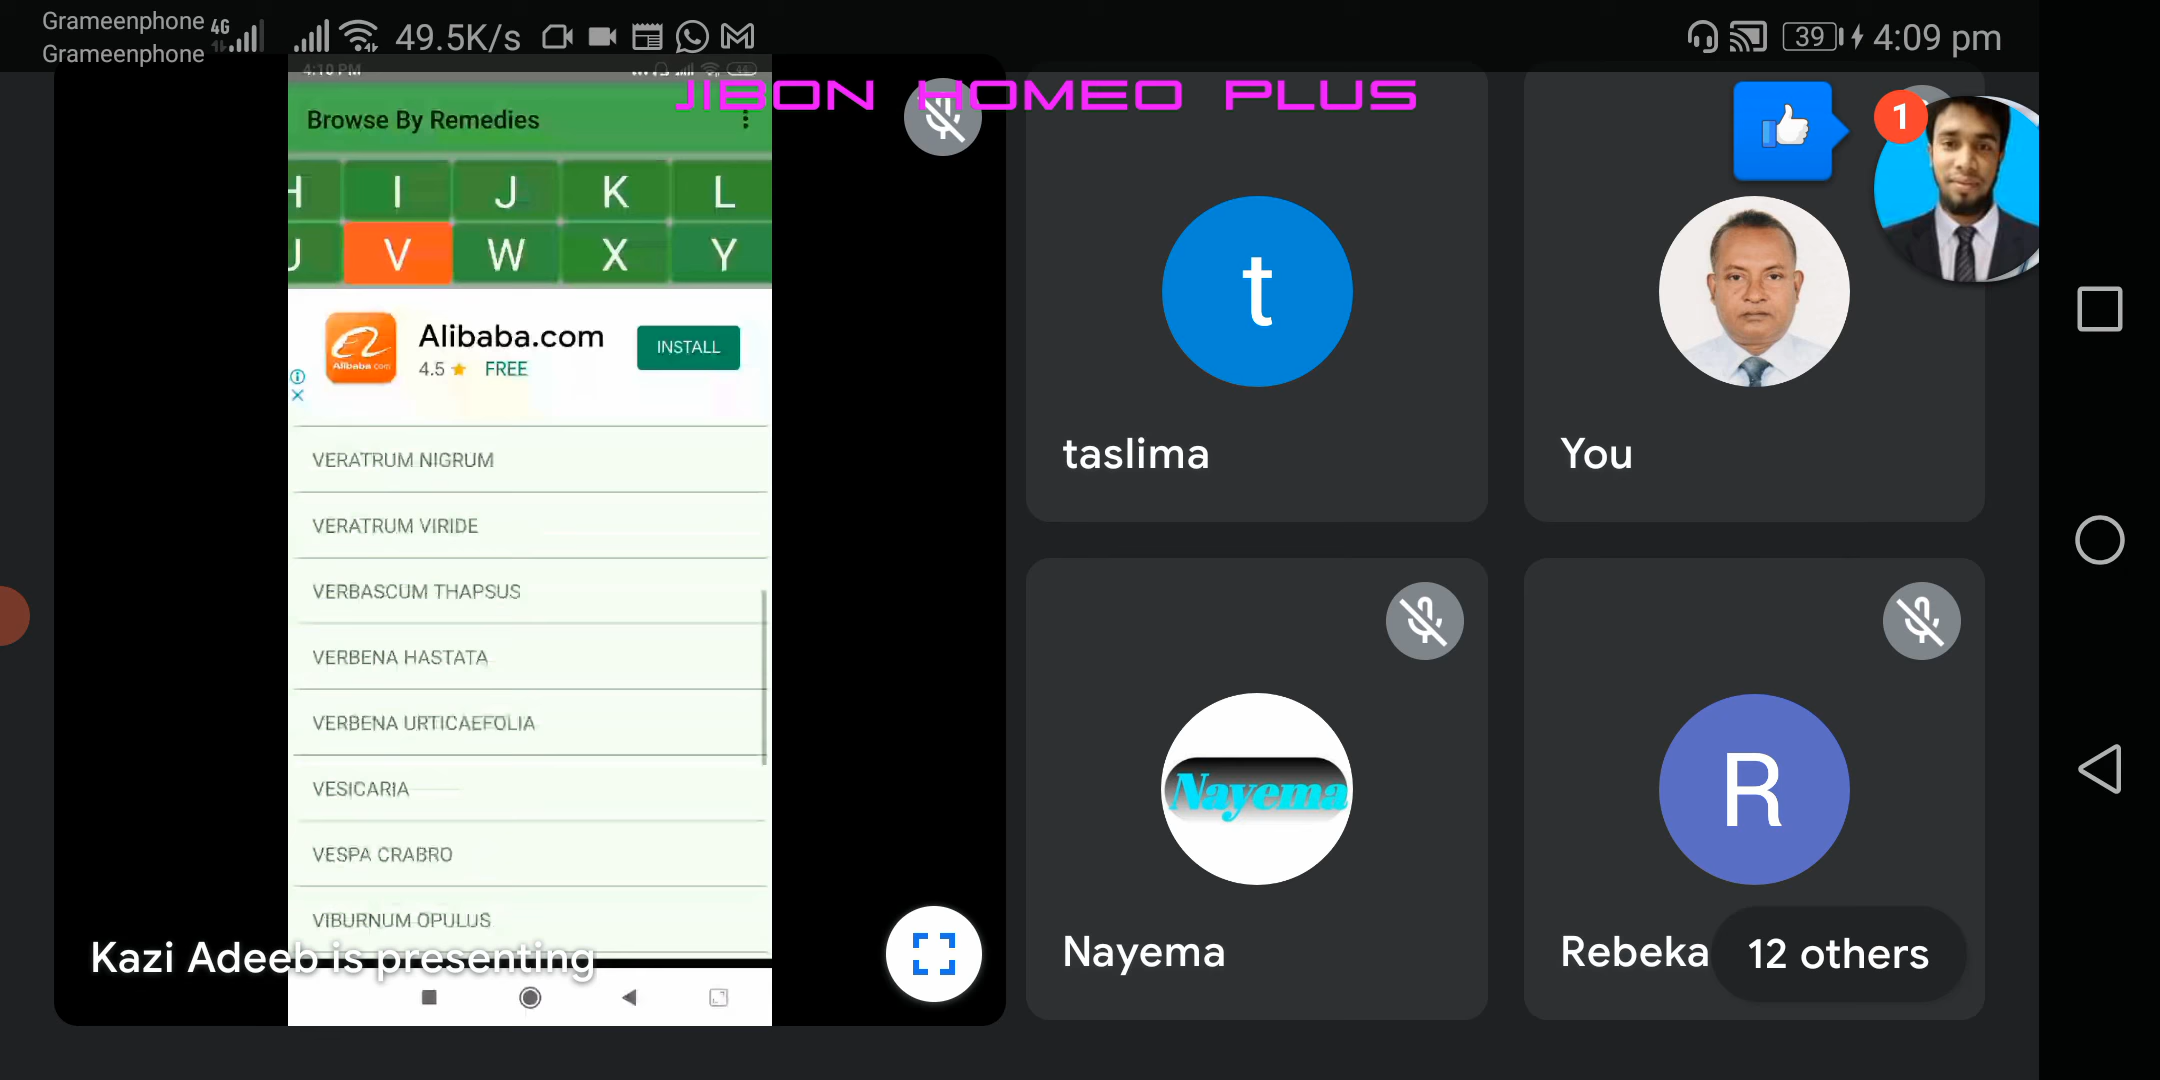 Grameenphone 4G
Grameenphone
49.5K/s
39
4:09 pm
4:10 PM
JIBON HOMEO PLUS
Browse By Remedies
H I J K L
U V W X Y
Alibaba.com
Alibaba.com
4.5 FREE
INSTALL
VERATRUM NIGRUM
VERATRUM VIRIDE
VERBASCUM THAPSUS
VERBENA HASTATA
VERBENA URTICAEFOLIA
VESICARIA
VESPA CRABRO
VIBURNUM OPULUS
Kazi Adeeb is presenting
t
taslima
1
You
Nayema
Nayema
R
Rebeka
12 others